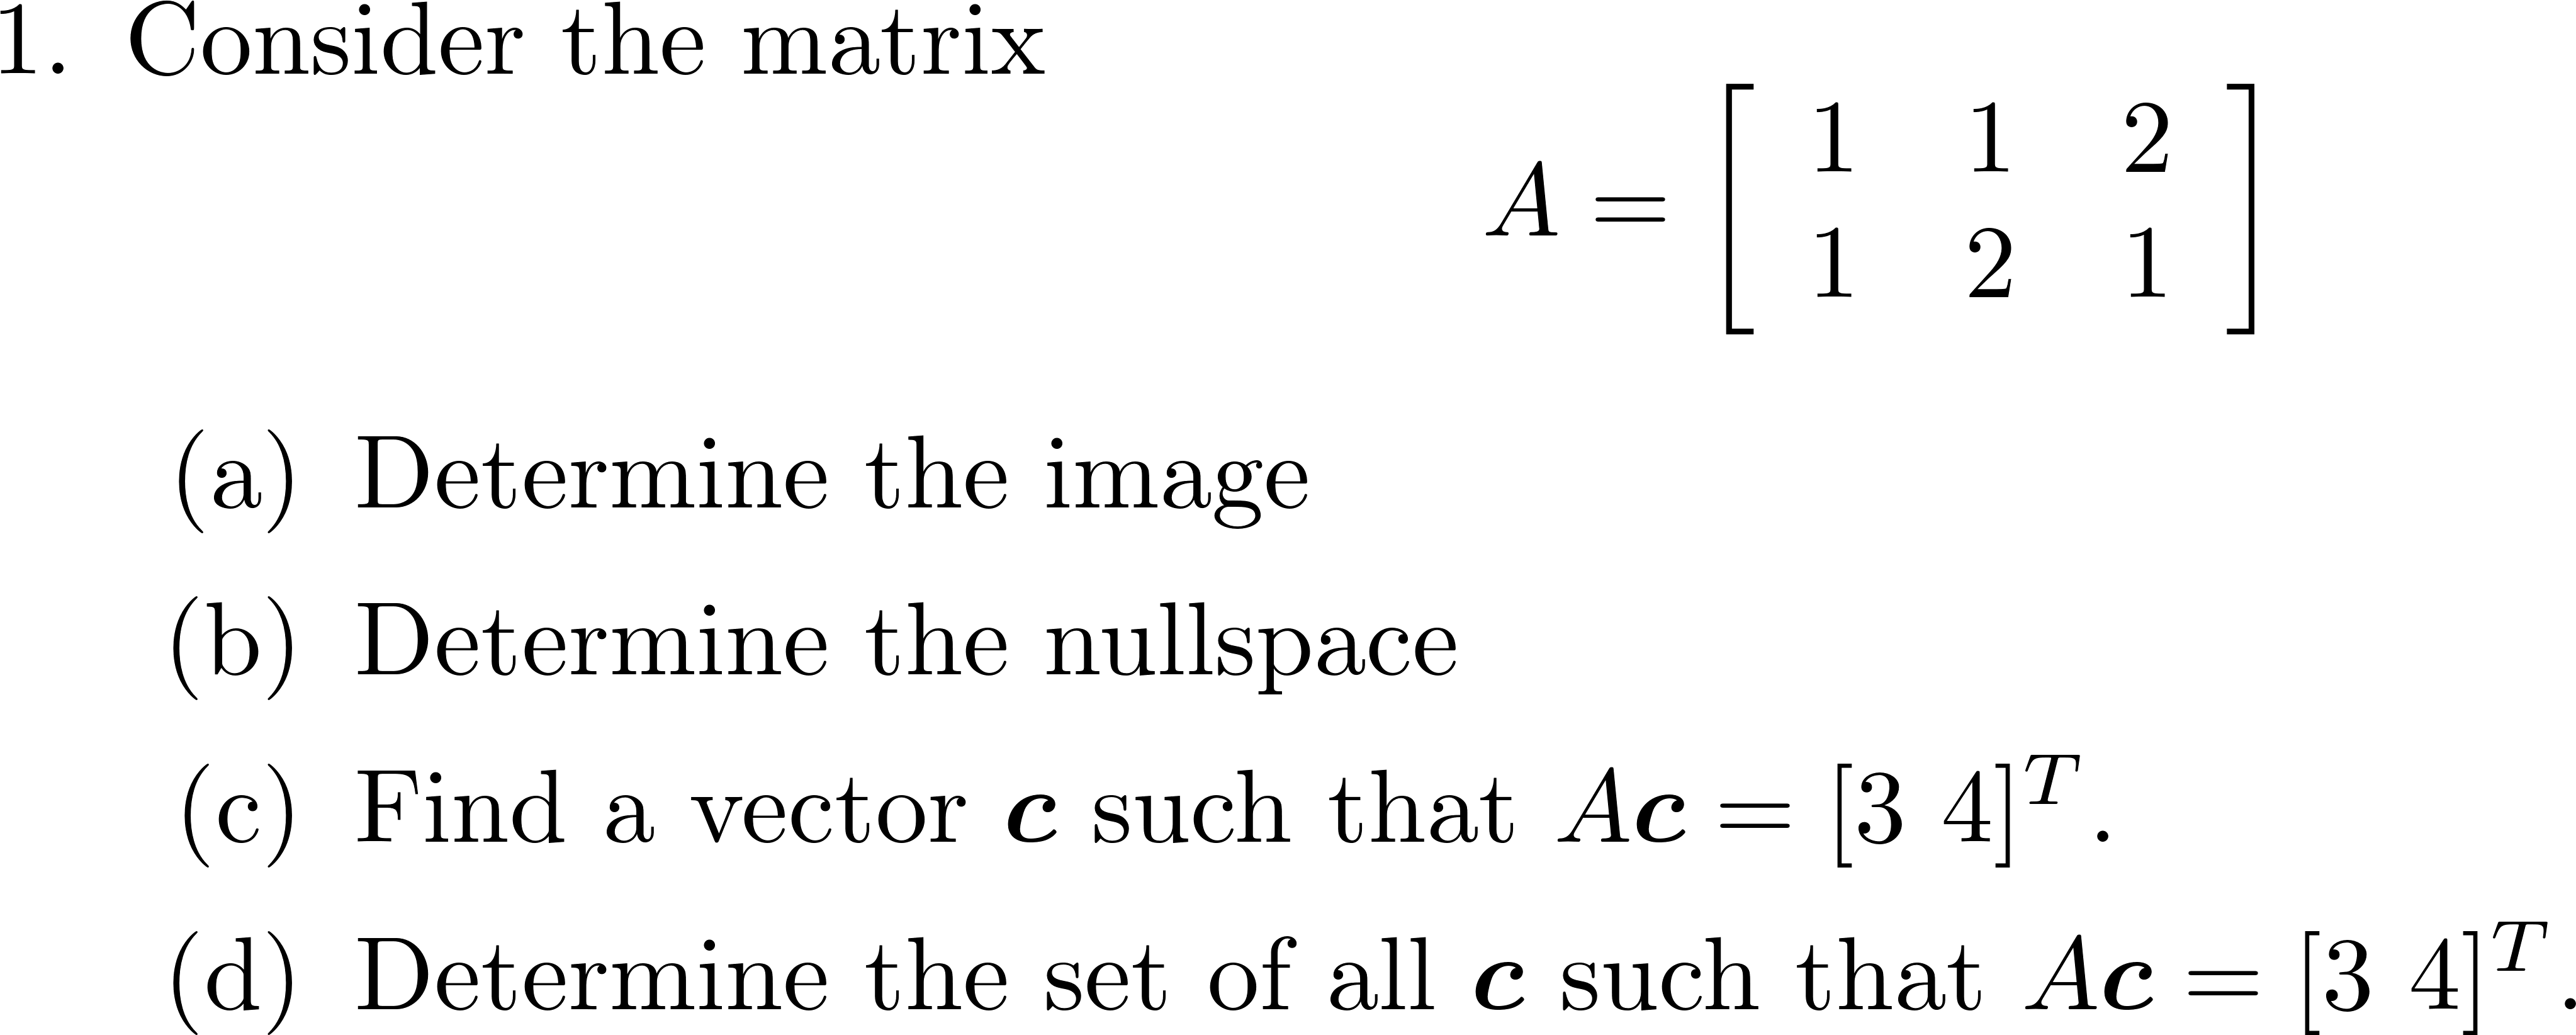 1. Consider the matrix
A = [ 1 1 2
1 2 1 ]
(a) Determine the image
(b) Determine the nullspace
(c) Find a vector c such that Ac = [3 4]^T.
(d) Determine the set of all c such that Ac = [3 4]^T.